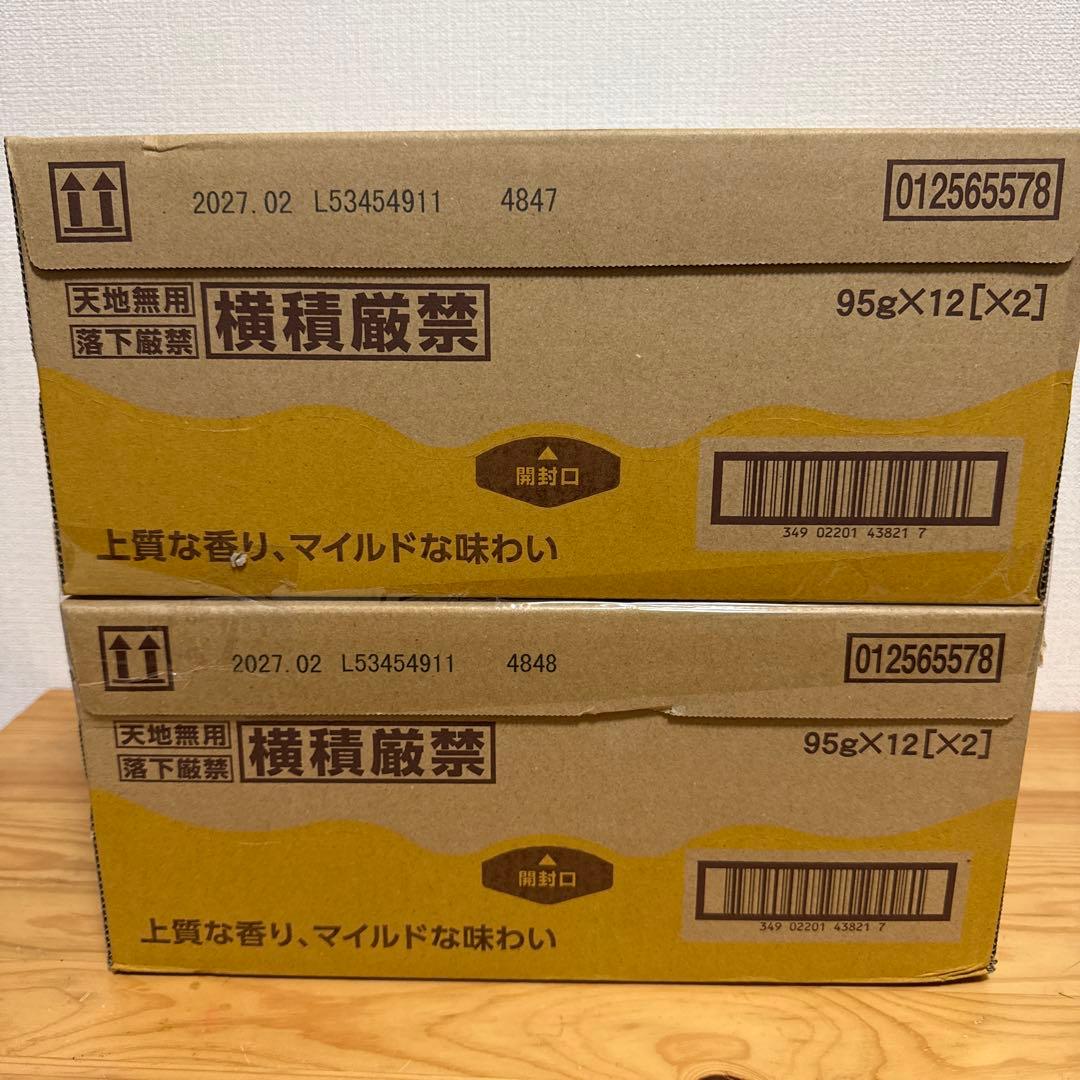 2027.02 L53454911 4847
012565578
天地無用
落下厳禁
横積厳禁
95g×12[×2]
開封口
349 02201 43821 7
上質な香り、マイルドな味わい
2027.02 L53454911 4848
012565578
天地無用
落下厳禁
横積厳禁
95g×12[×2]
開封口
349 02201 43821 7
上質な香り、マイルドな味わい